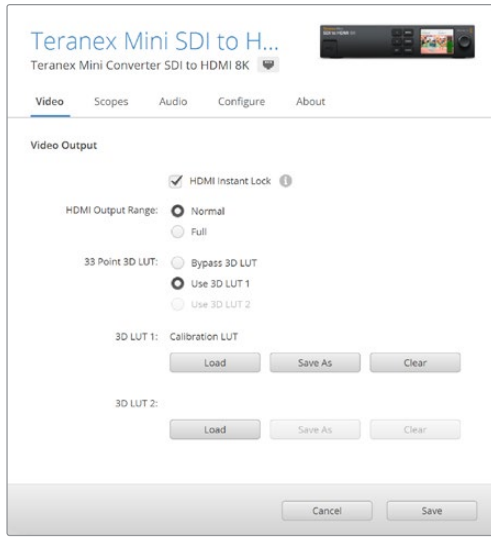 Teranex Mini SDI to H...
Teranex Mini Converter SDI to HDMI 8K
Video Scopes Audio Configure About
Video Output
HDMI Instant Lock
HDMI Output Range: Normal
Full
33 Point 3D LUT: Bypass 3D LUT
Use 3D LUT 1
Use 3D LUT 2
3D LUT 1: Calibration LUT
Load Save As Clear
3D LUT 2:
Load Save As Clear
Cancel Save